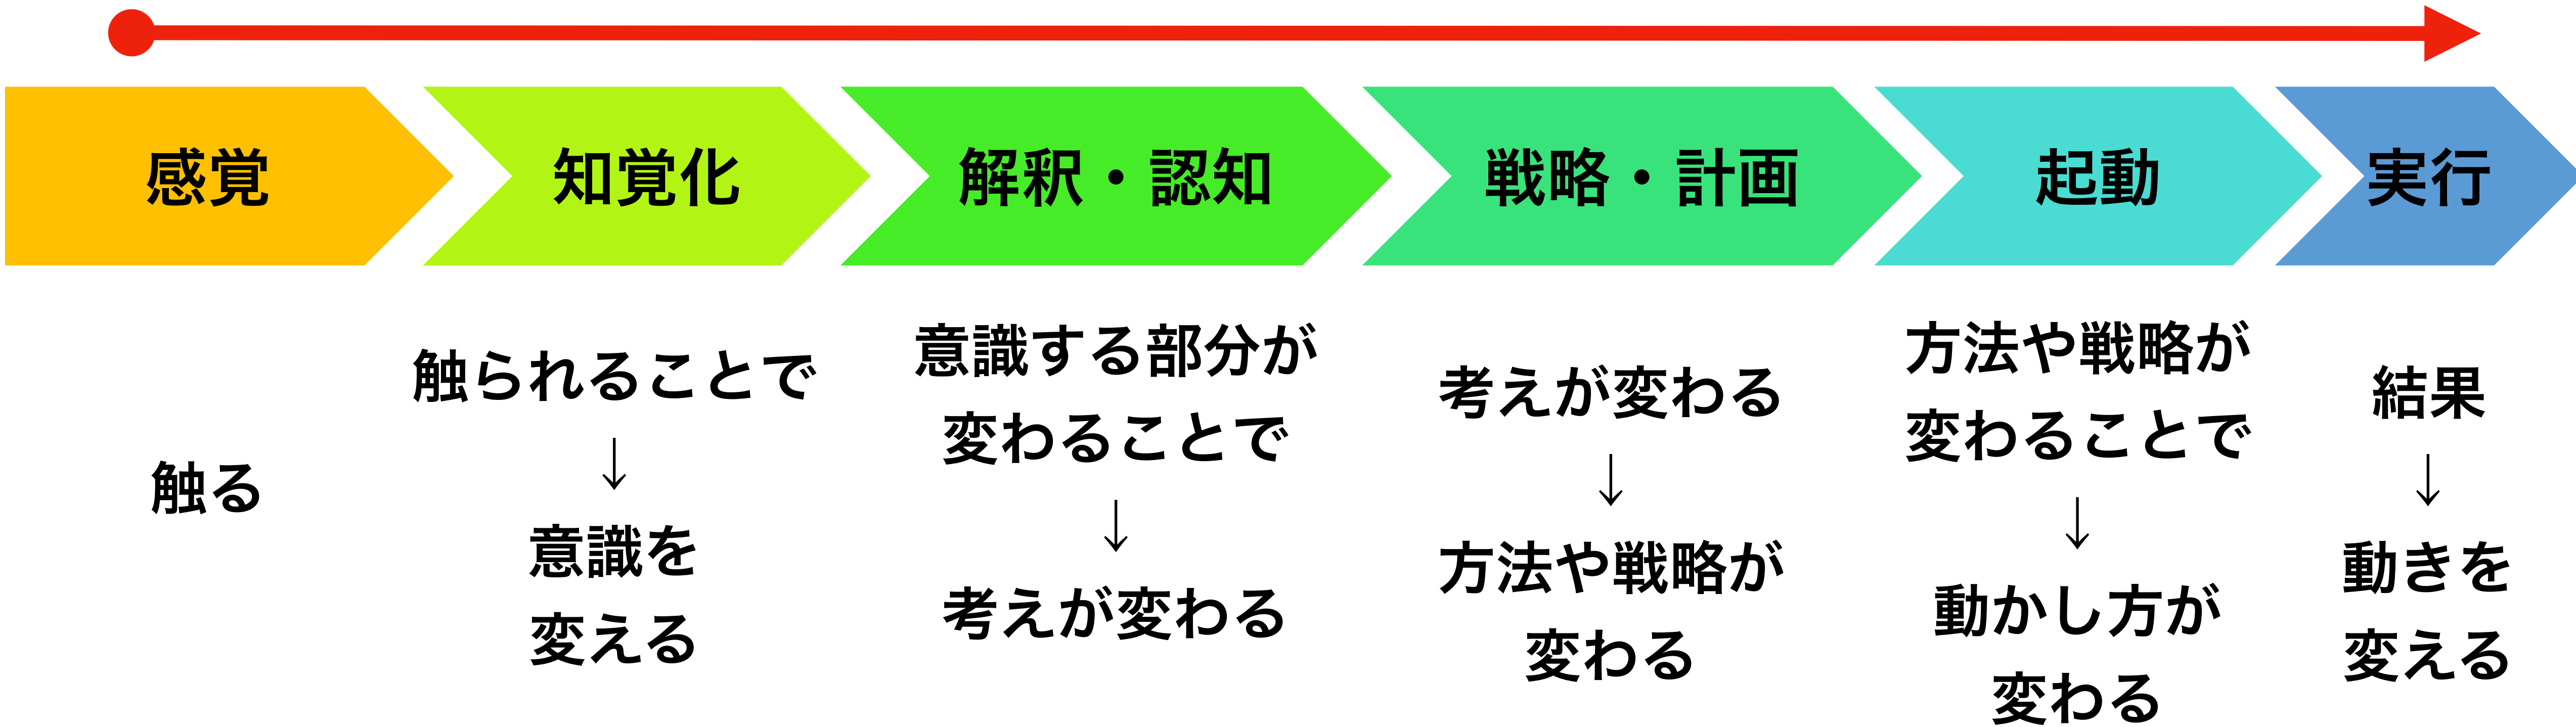 感覚
知覚化
解釈・認知
戦略・計画
起動
実行
触る
触られることで
↓
意識を
変える
意識する部分が
変わることで
↓
考えが変わる
考えが変わる
↓
方法や戦略が
変わる
方法や戦略が
変わることで
↓
動かし方が
変わる
結果
↓
動きを
変える